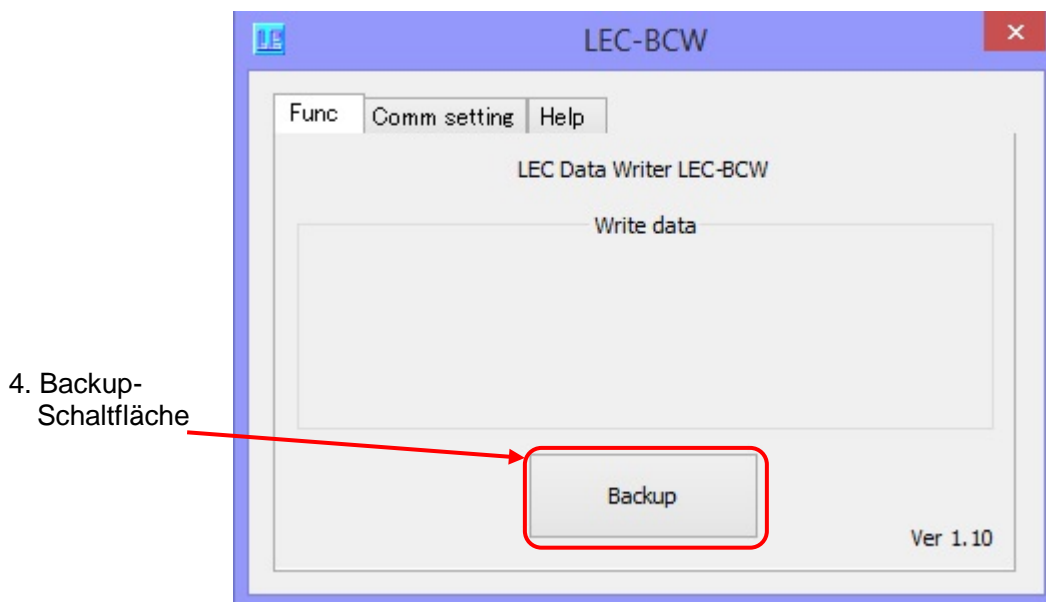 LE
LEC-BCW
Func Comm setting Help
LEC Data Writer LEC-BCW
Write data
4. Backup-
Schaltfläche
Backup
Ver 1.10